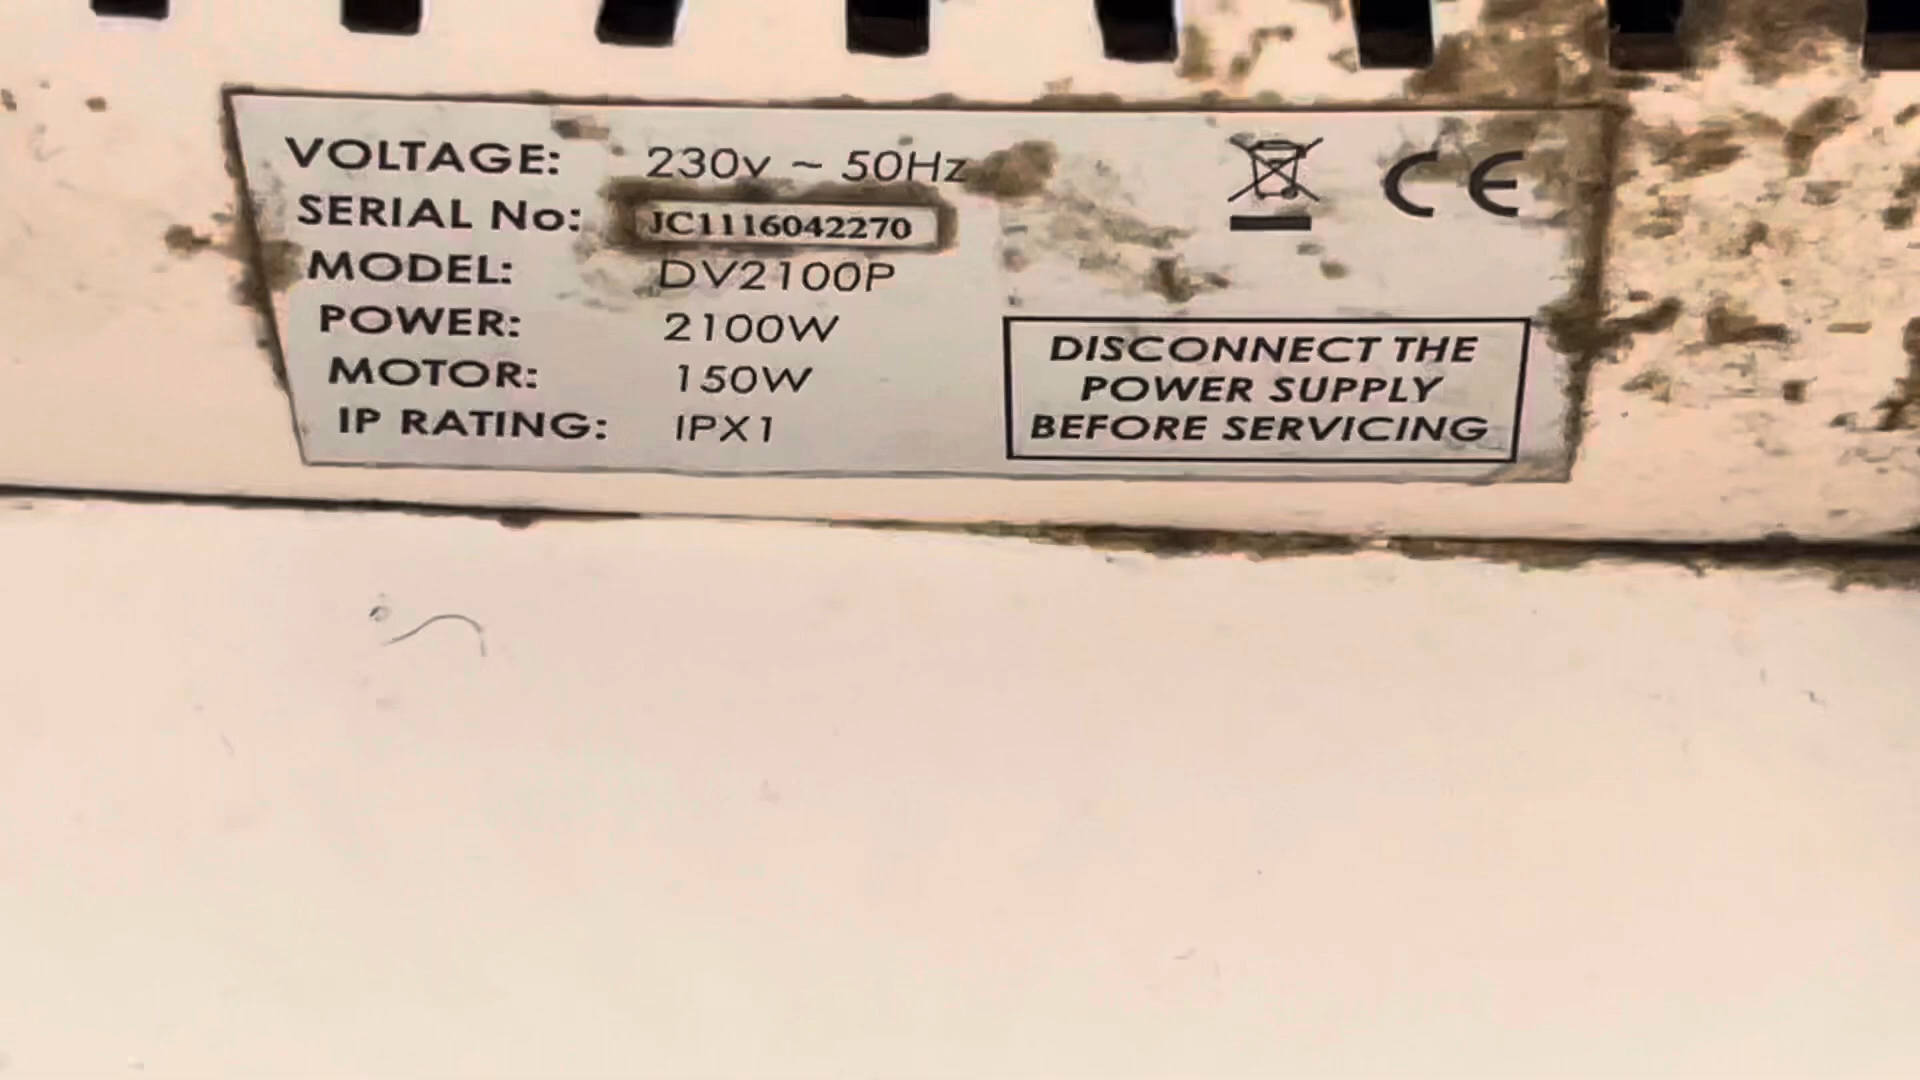 VOLTAGE: 230v ~ 50Hz
SERIAL No: JC1116042270
MODEL: DV2100P
POWER: 2100W
MOTOR: 150W
IP RATING: IPX1
CE
DISCONNECT THE
POWER SUPPLY
BEFORE SERVICING